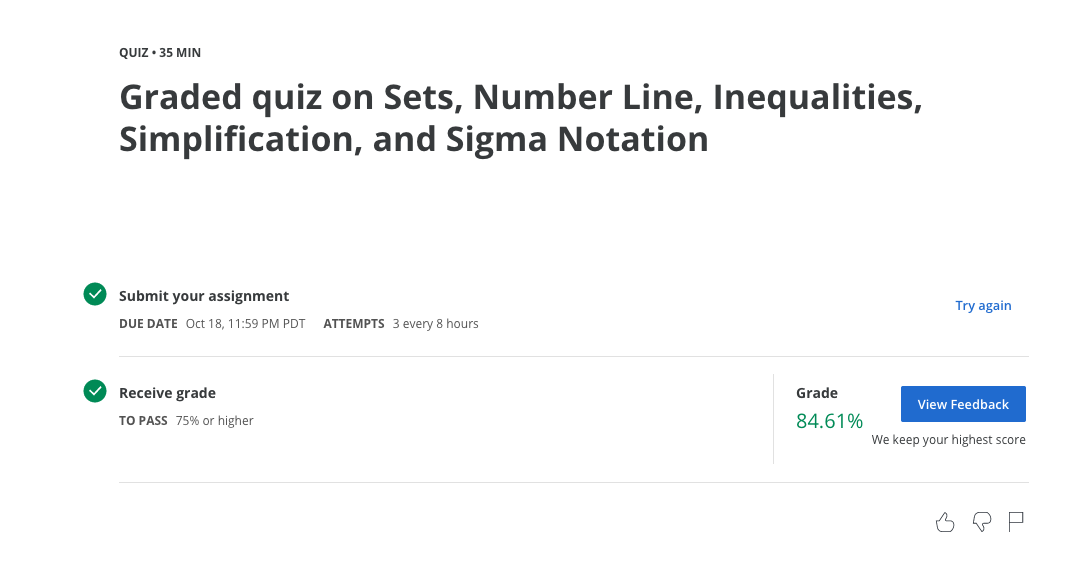 QUIZ • 35 MIN
Graded quiz on Sets, Number Line, Inequalities,
Simplification, and Sigma Notation
Submit your assignment
DUE DATE Oct 18, 11:59 PM PDT ATTEMPTS 3 every 8 hours
Try again
Receive grade
TO PASS 75% or higher
Grade
84.61%
View Feedback
We keep your highest score